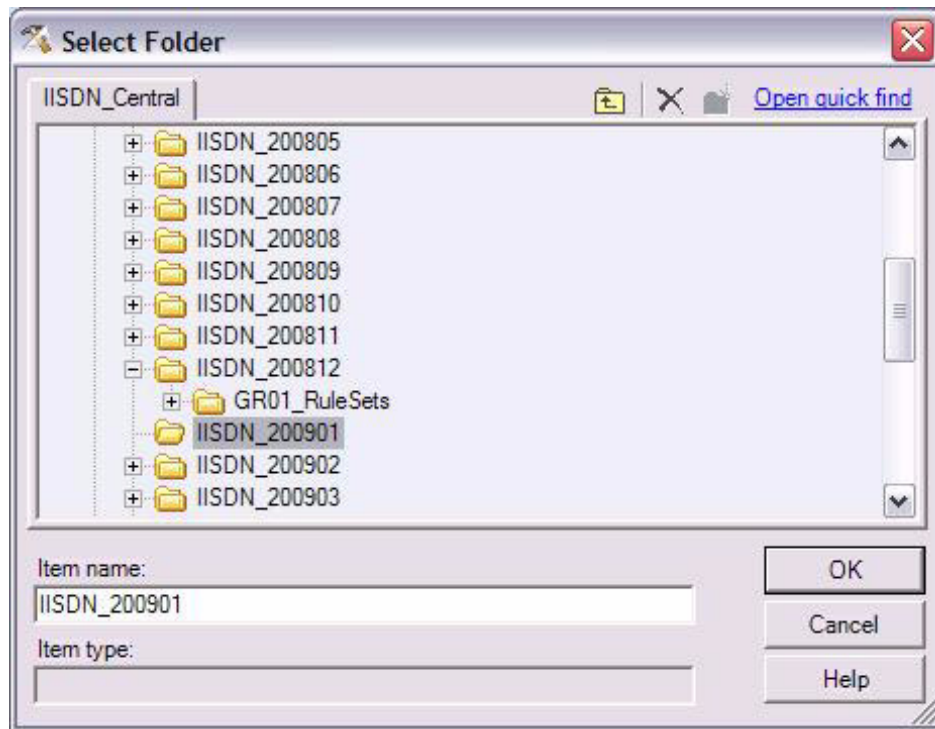 Select Folder
IISDN_Central
Open quick find
IISDN_200805
IISDN_200806
IISDN_200807
IISDN_200808
IISDN_200809
IISDN_200810
IISDN_200811
IISDN_200812
GR01_RuleSets
IISDN_200901
IISDN_200902
IISDN_200903
Item name:
IISDN_200901
Item type:
OK
Cancel
Help